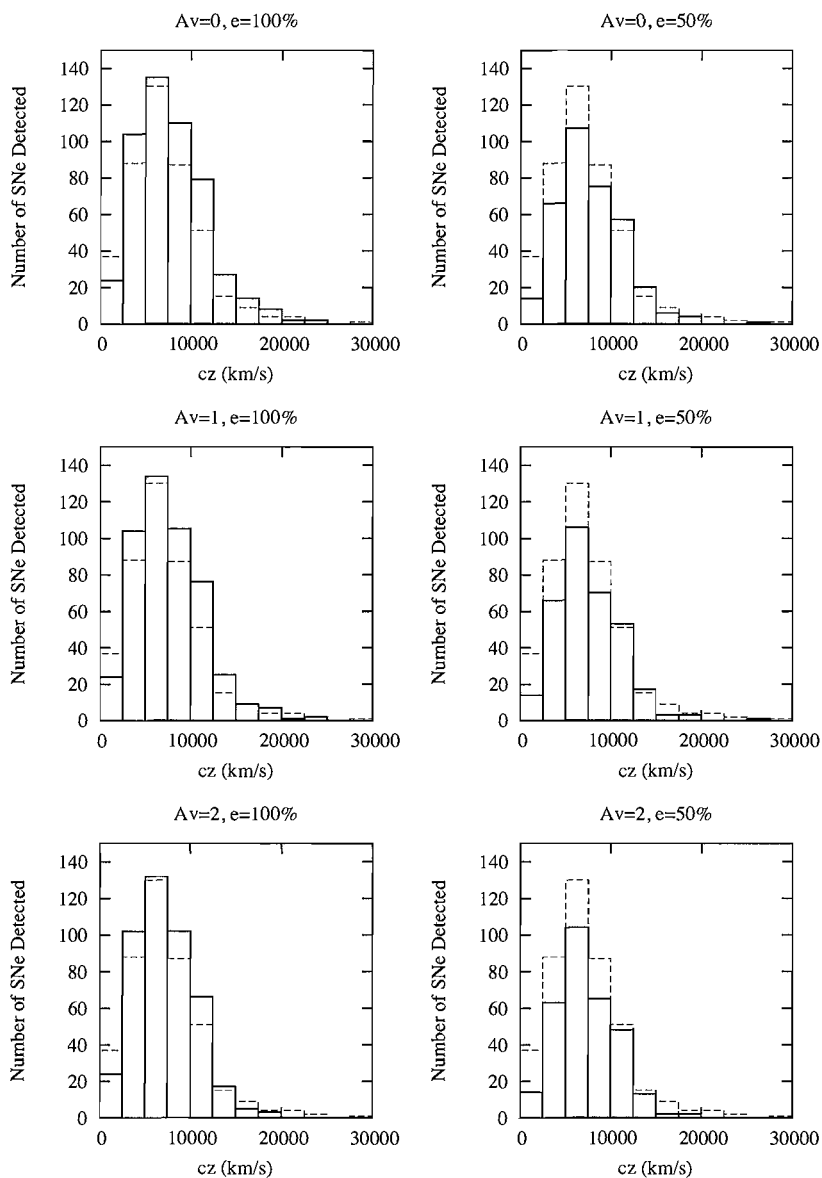 Av=0, e=100%
Number of SNe Detected
140
120
100
80
60
40
20
0
0 10000 20000 30000
cz (km/s)
Av=0, e=50%
Number of SNe Detected
140
120
100
80
60
40
20
0
0 10000 20000 30000
cz (km/s)
Av=1, e=100%
Number of SNe Detected
140
120
100
80
60
40
20
0
0 10000 20000 30000
cz (km/s)
Av=1, e=50%
Number of SNe Detected
140
120
100
80
60
40
20
0
0 10000 20000 30000
cz (km/s)
Av=2, e=100%
Number of SNe Detected
140
120
100
80
60
40
20
0
0 10000 20000 30000
cz (km/s)
Av=2, e=50%
Number of SNe Detected
140
120
100
80
60
40
20
0
0 10000 20000 30000
cz (km/s)